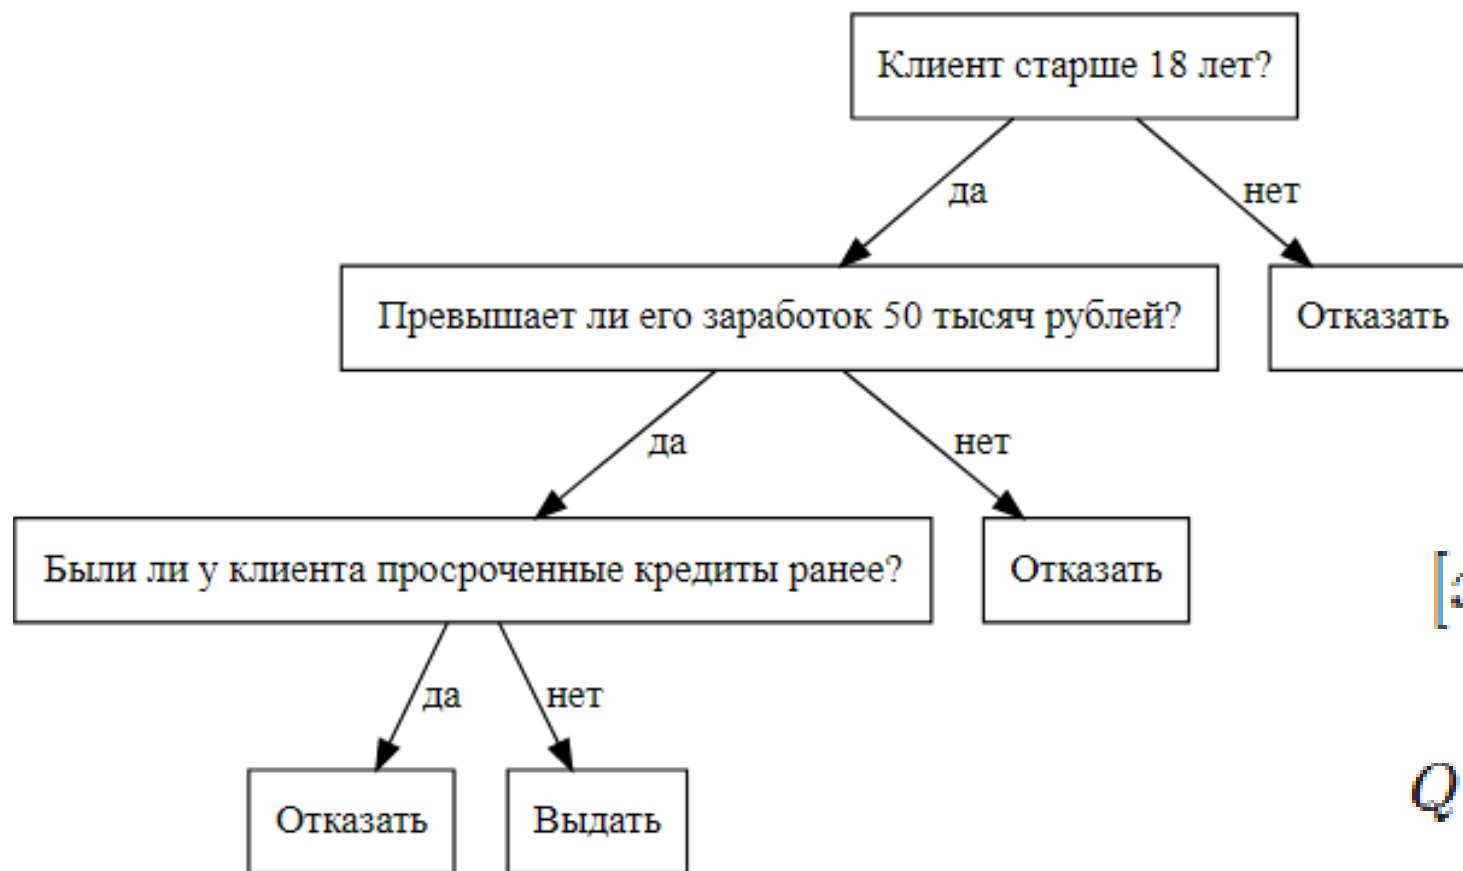 Клиент старше 18 лет?
да
нет
Превышает ли его заработок 50 тысяч рублей?
Отказать
да
нет
Были ли у клиента просроченные кредиты ранее?
Отказать
[
да
нет
Q
Отказать
Выдать